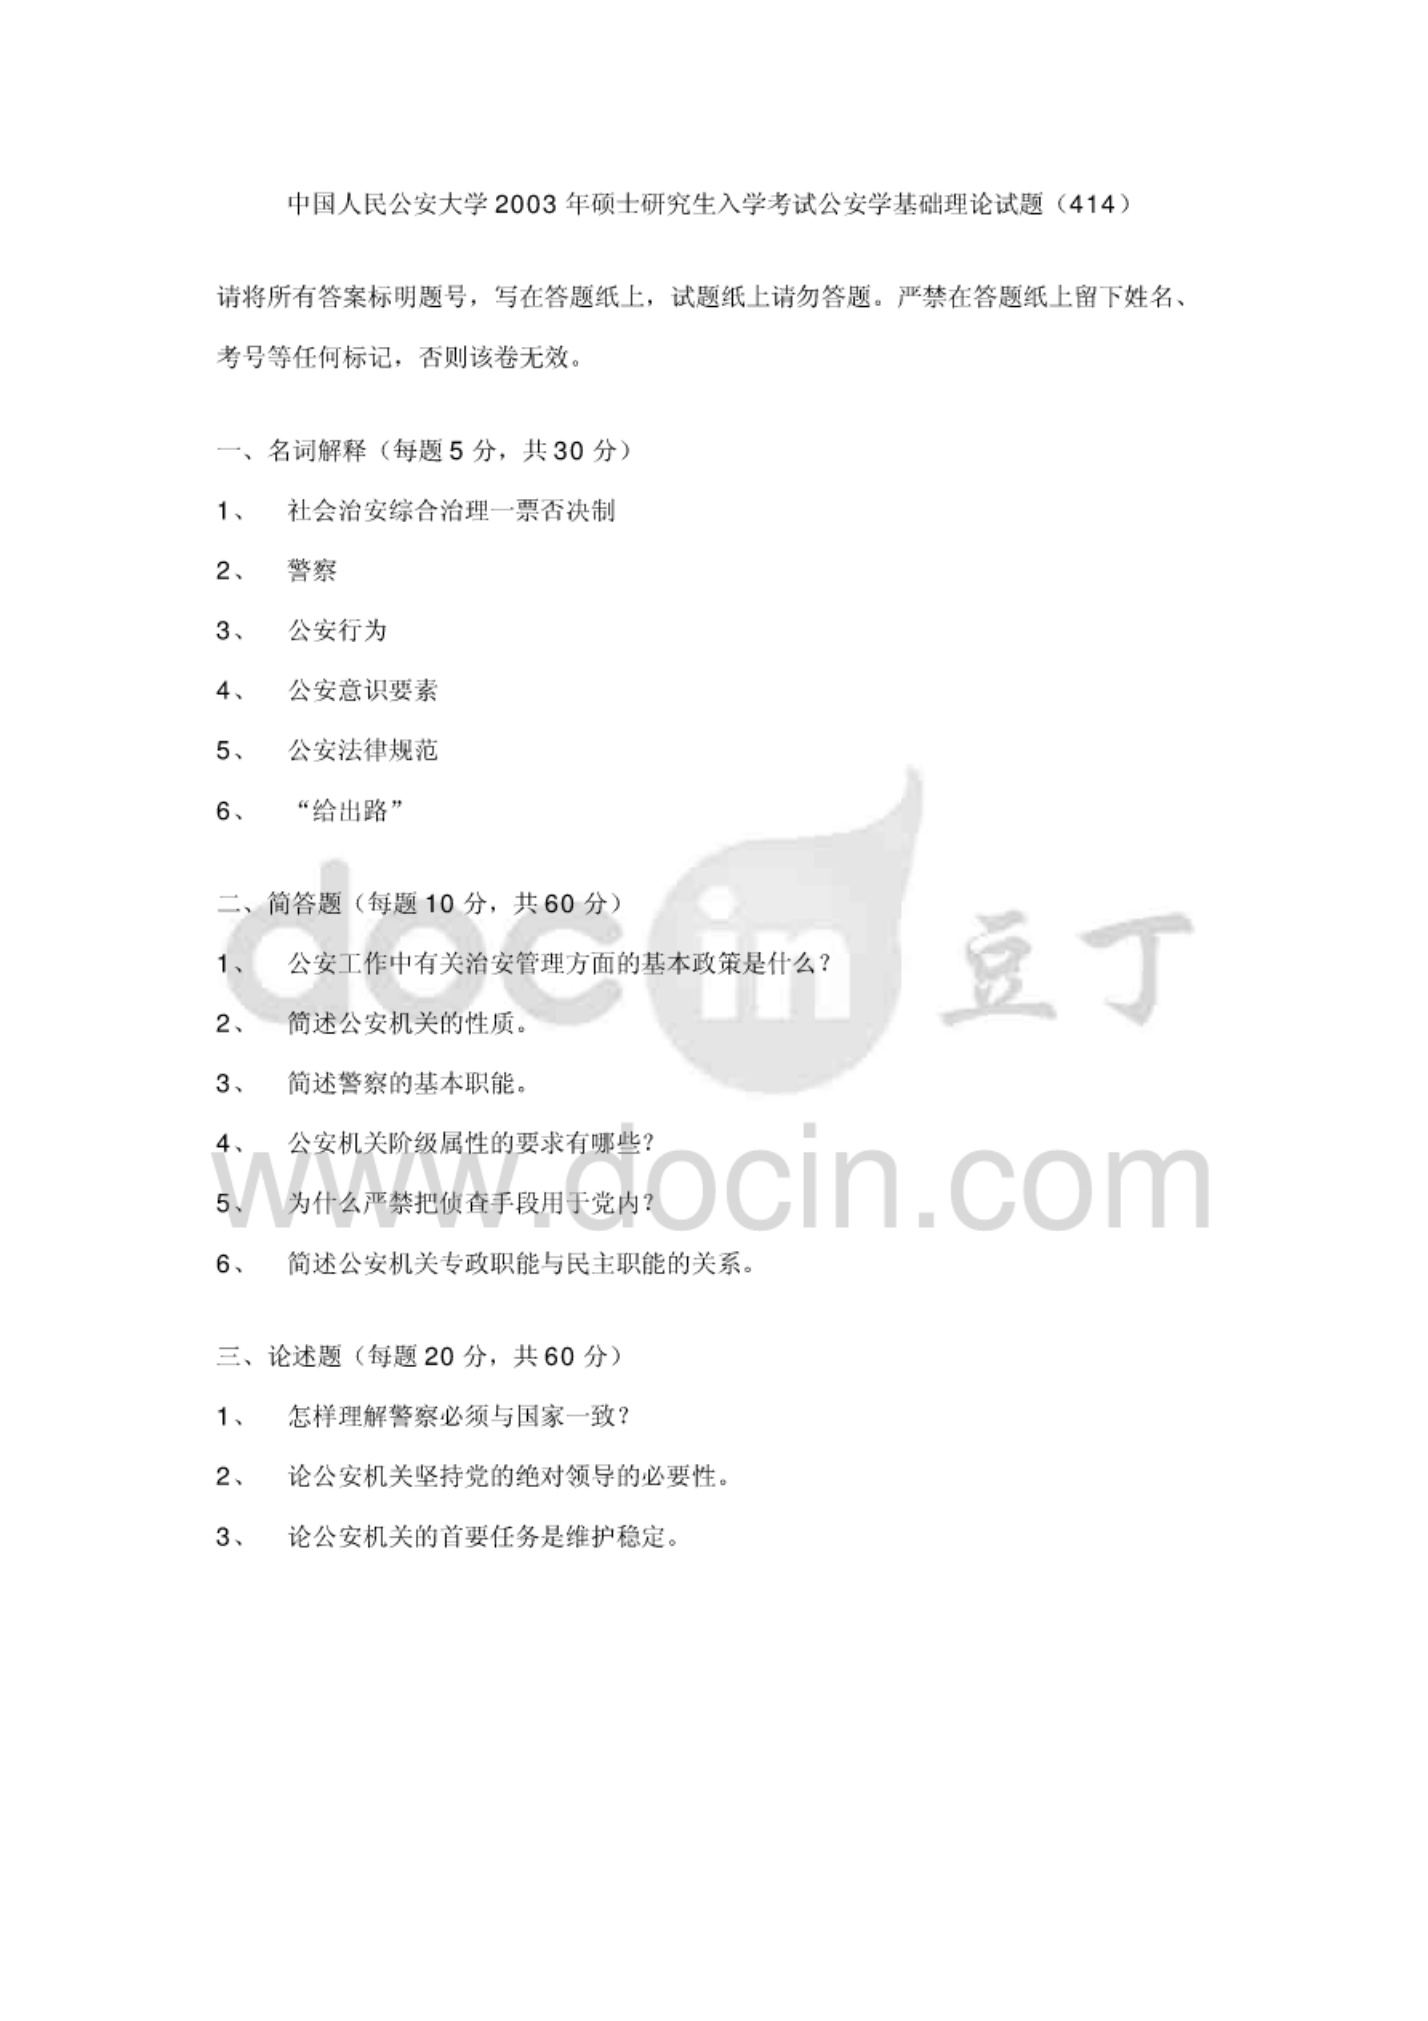 中国人民公安大学 2003 年硕士研究生入学考试公安学基础理论试题（414）
请将所有答案标明题号，写在答题纸上，试题纸上请勿答题。严禁在答题纸上留下姓名、
考号等任何标记，否则该卷无效。
一、名词解释（每题 5 分，共 30 分）
1、 社会治安综合治理一票否决制
2、 警察
3、 公安行为
4、 公安意识要素
5、 公安法律规范
6、 “给出路”
二、简答题（每题 10 分，共 60 分）
1、 公安工作中有关治安管理方面的基本政策是什么？
2、 简述公安机关的性质。
3、 简述警察的基本职能。
4、 公安机关阶级属性的要求有哪些？
5、 为什么严禁把侦查手段用于党内？
6、 简述公安机关专政职能与民主职能的关系。
三、论述题（每题 20 分，共 60 分）
1、 怎样理解警察必须与国家一致？
2、 论公安机关坚持党的绝对领导的必要性。
3、 论公安机关的首要任务是维护稳定。
docin 豆丁
www.docin.com